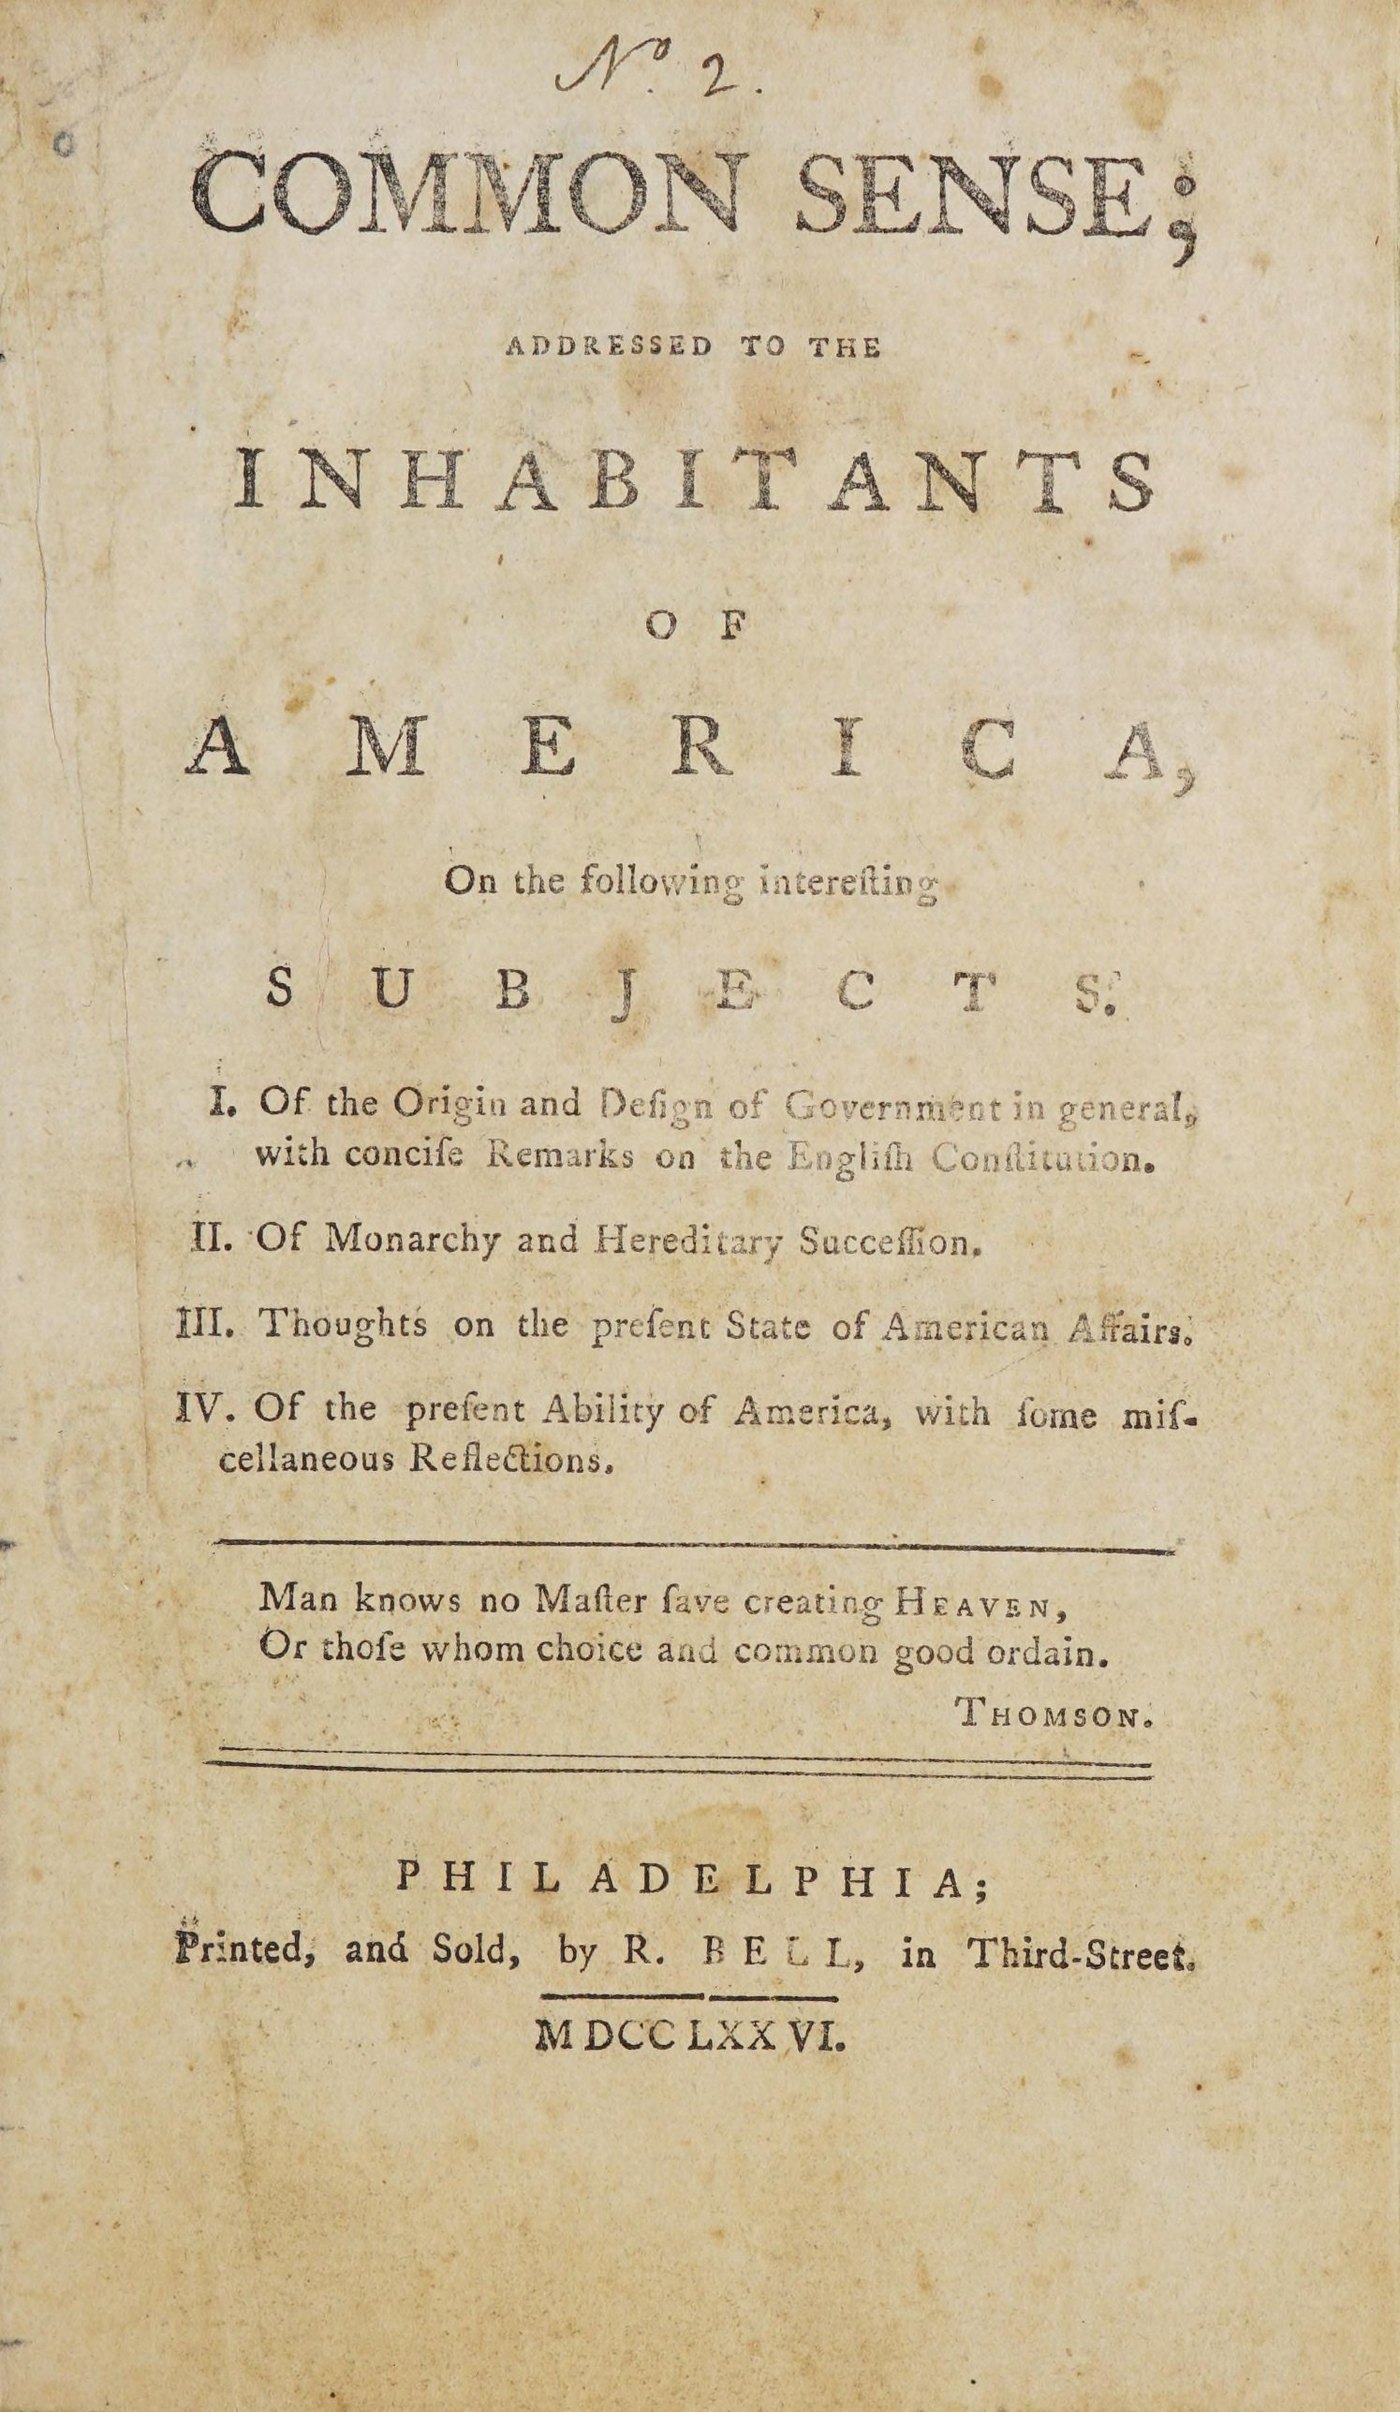 No. 2.
COMMON SENSE;
ADDRESSED TO THE
INHABITANTS
OF
AMERICA,
On the following intereſting
SUBJECTS.
I. Of the Origin and Deſign of Government in general,
with conciſe Remarks on the Engliſh Conſtitution.
II. Of Monarchy and Hereditary Succeſſion.
III. Thoughts on the preſent State of American Affairs.
IV. Of the preſent Ability of America, with ſome miſ-
cellaneous Reflections.
Man knows no Maſter ſave creating HEAVEN,
Or thoſe whom choice and common good ordain.
THOMSON.
PHILADELPHIA;
Printed, and Sold, by R. BELL, in Third-Street.
MDCCLXXVI.